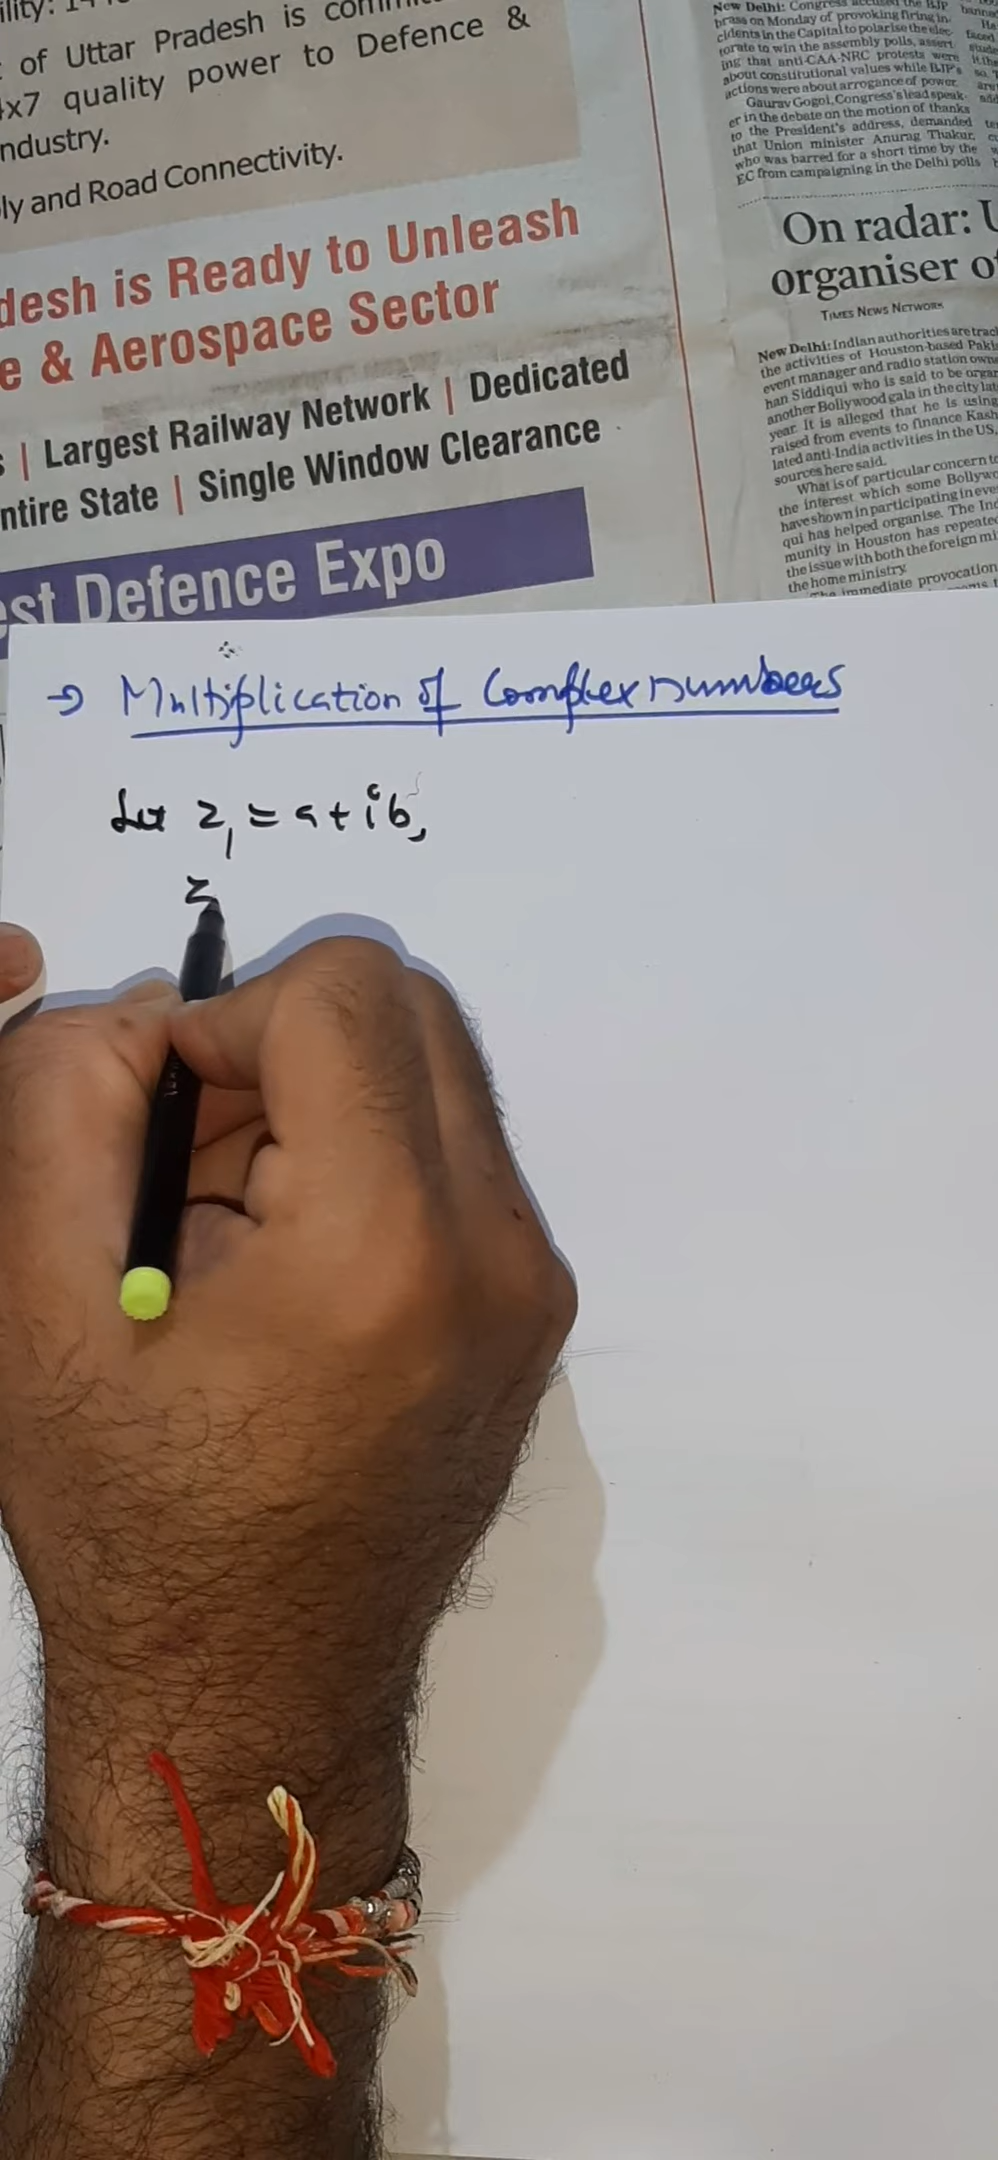 of Uttar Pradesh is
x7 quality power to Defence &
ndustry.
ly and Road Connectivity.
desh is Ready to Unleash
e & Aerospace Sector
| Largest Railway Network | Dedicated
ntire State | Single Window Clearance
est Defence Expo
New Delhi: Congress accused the BJP
brass on Monday of provoking firing in-
cidents in the Capital to polarise the elec-
torate to win the assembly polls, assert-
ing that anti-CAA-NRC protests were
about constitutional values while BJP's
actions were about arrogance of power.
Gaurav Gogoi, Congress's lead speak-
er in the debate on the motion of thanks
to the President's address, demanded
that Union minister Anurag Thakur,
who was barred for a short time by the
EC from campaigning in the Delhi polls
On radar: U
organiser o
TIMES NEWS NETWORK
New Delhi: Indian authorities are trac
the activities of Houston-based Paki
event manager and radio station own
han Siddiqui who is said to be orga
another Bollywood gala in the city lat
year. It is alleged that he is using
raised from events to finance Kash
lated anti-India activities in the US,
sources here said.
What is of particular concern to
the interest which some Bollywo
have shown in participating in eve
qui has helped organise. The Ind
munity in Houston has repeated
the issue with both the foreign mi
the home ministry.
The immediate provocation
→ Multiplication of Complex numbers
Let z₁ = a + ib,
z